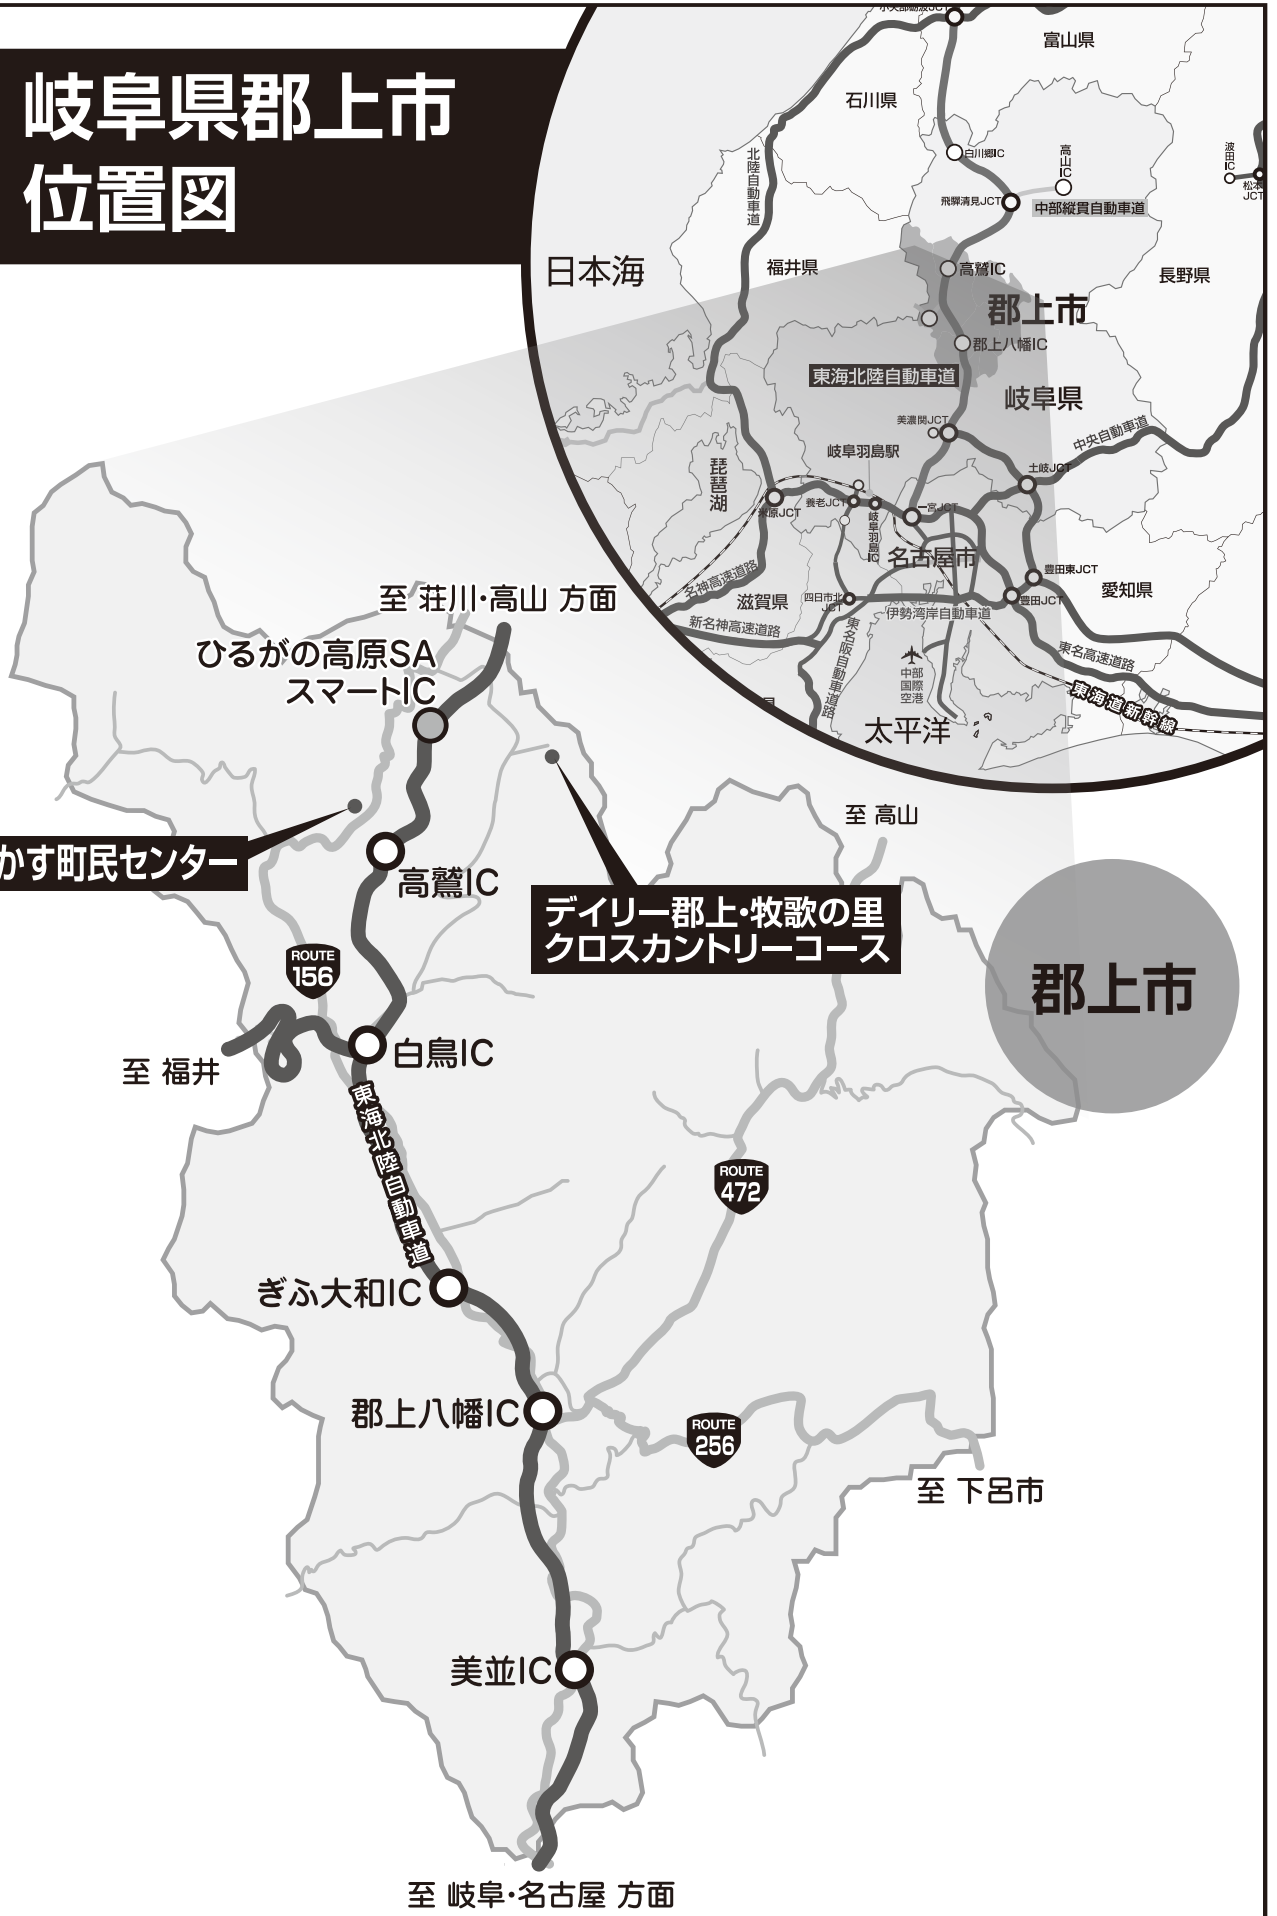 岐阜県郡上市
位置図
富山県
石川県
白川郷IC
高山IC
飛騨清見JCT
中部縦貫自動車道
波田IC
松本JCT
北陸自動車道
日本海
福井県
高鷲IC
長野県
郡上市
郡上八幡IC
東海北陸自動車道
岐阜県
美濃関JCT
中央自動車道
岐阜羽島駅
土岐JCT
琵琶湖
米原JCT
養老JCT
岐阜羽島IC
一宮JCT
名古屋市
名神高速道路
豊田東JCT
愛知県
滋賀県
四日市北
JCT
豊田JCT
伊勢湾岸自動車道
新名神高速道路
東名阪自動車道路
東名高速道路
中部
国際
空港
東海道新幹線
太平洋
至 荘川・高山 方面
ひるがの高原SA
スマートIC
至 高山
かす町民センター
高鷲IC
デイリー郡上・牧歌の里
クロスカントリーコース
ROUTE
156
郡上市
至 福井
白鳥IC
東海北陸自動車道
ROUTE
472
ぎふ大和IC
郡上八幡IC
ROUTE
256
至 下呂市
美並IC
至 岐阜・名古屋 方面